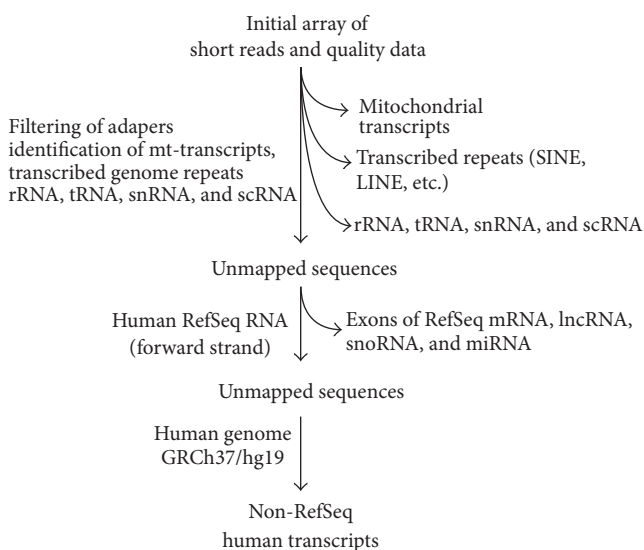 Initial array of
short reads and quality data
Mitochondrial
transcripts
Filtering of adapers
identification of mt-transcripts,
transcribed genome repeats
rRNA, tRNA, snRNA, and scRNA
Transcribed repeats (SINE,
LINE, etc.)
rRNA, tRNA, snRNA, and scRNA
Unmapped sequences
Human RefSeq RNA
(forward strand)
Exons of RefSeq mRNA, lncRNA,
snoRNA, and miRNA
Unmapped sequences
Human genome
GRCh37/hg19
Non-RefSeq
human transcripts